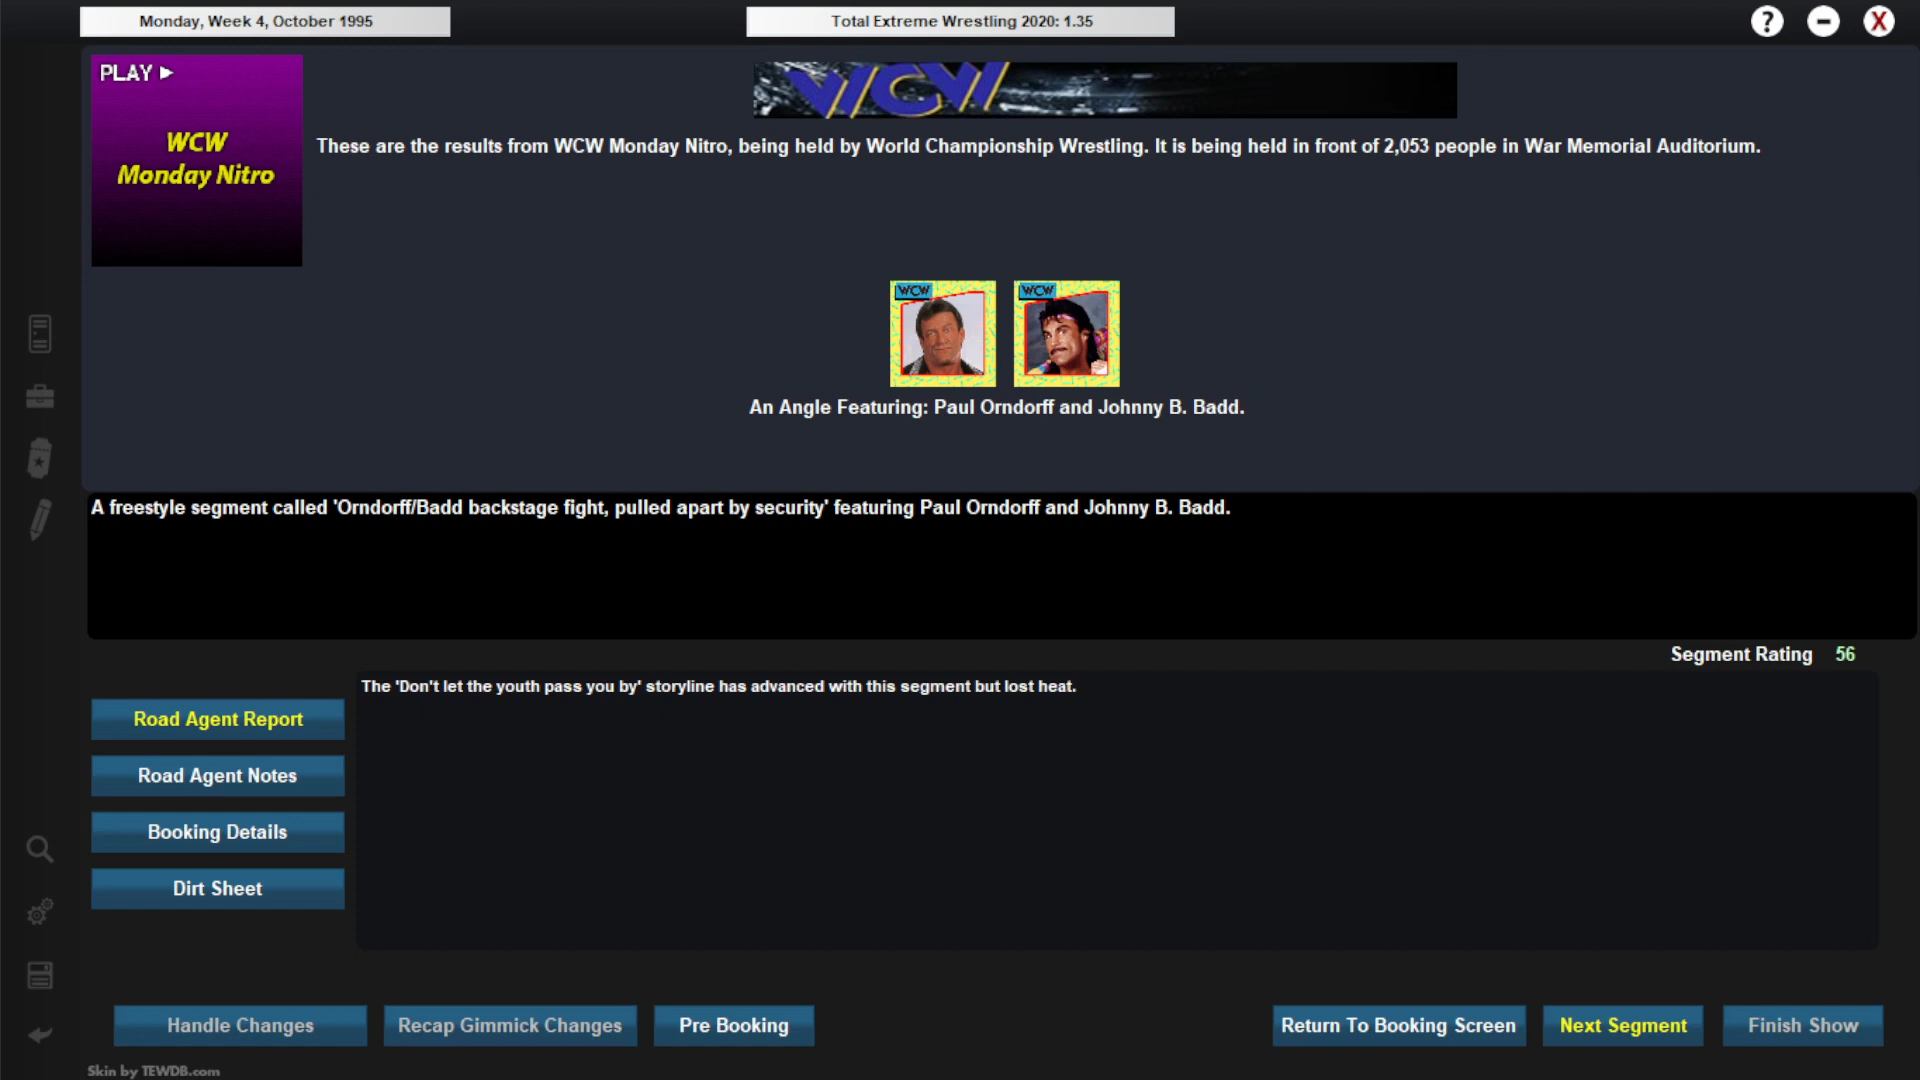 Monday, Week 4, October 1995
Total Extreme Wrestling 2020: 1.35
?
X
PLAY
WCW
Monday Nitro
WCW
These are the results from WCW Monday Nitro, being held by World Championship Wrestling. It is being held in front of 2,053 people in War Memorial Auditorium.
WCW
WCW
An Angle Featuring: Paul Orndorff and Johnny B. Badd.
A freestyle segment called 'Orndorff/Badd backstage fight, pulled apart by security' featuring Paul Orndorff and Johnny B. Badd.
Segment Rating 56
The 'Don't let the youth pass you by' storyline has advanced with this segment but lost heat.
Road Agent Report
Road Agent Notes
Booking Details
Dirt Sheet
Handle Changes
Recap Gimmick Changes
Pre Booking
Return To Booking Screen
Next Segment
Finish Show
Skin by TEWDB.com